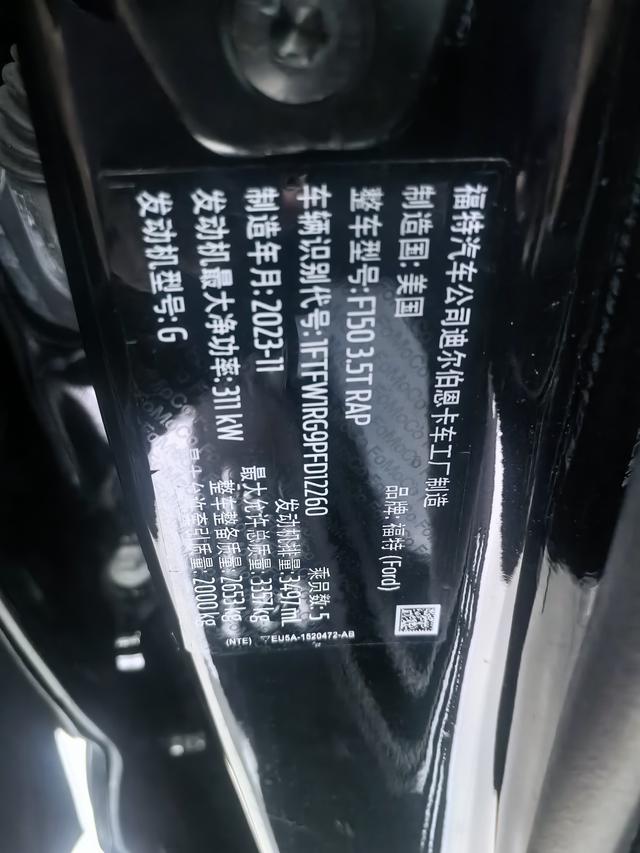 福特汽车公司迪尔伯恩卡车工厂制造
制造国:美国 品牌:福特 (Ford)
整车型号:F150 3.5T RAP 乘员数:5
车辆识别代号:1FTFW1RG9PFD12260
制造年月:2023-11 发动机排量:3497mL
发动机最大净功率:311 kW 最大允许总质量:3357kg
发动机型号:G 整车整备质量:2657kg
最大允许牵引质量:2000kg
(NTE) EU5A-1520472-AB